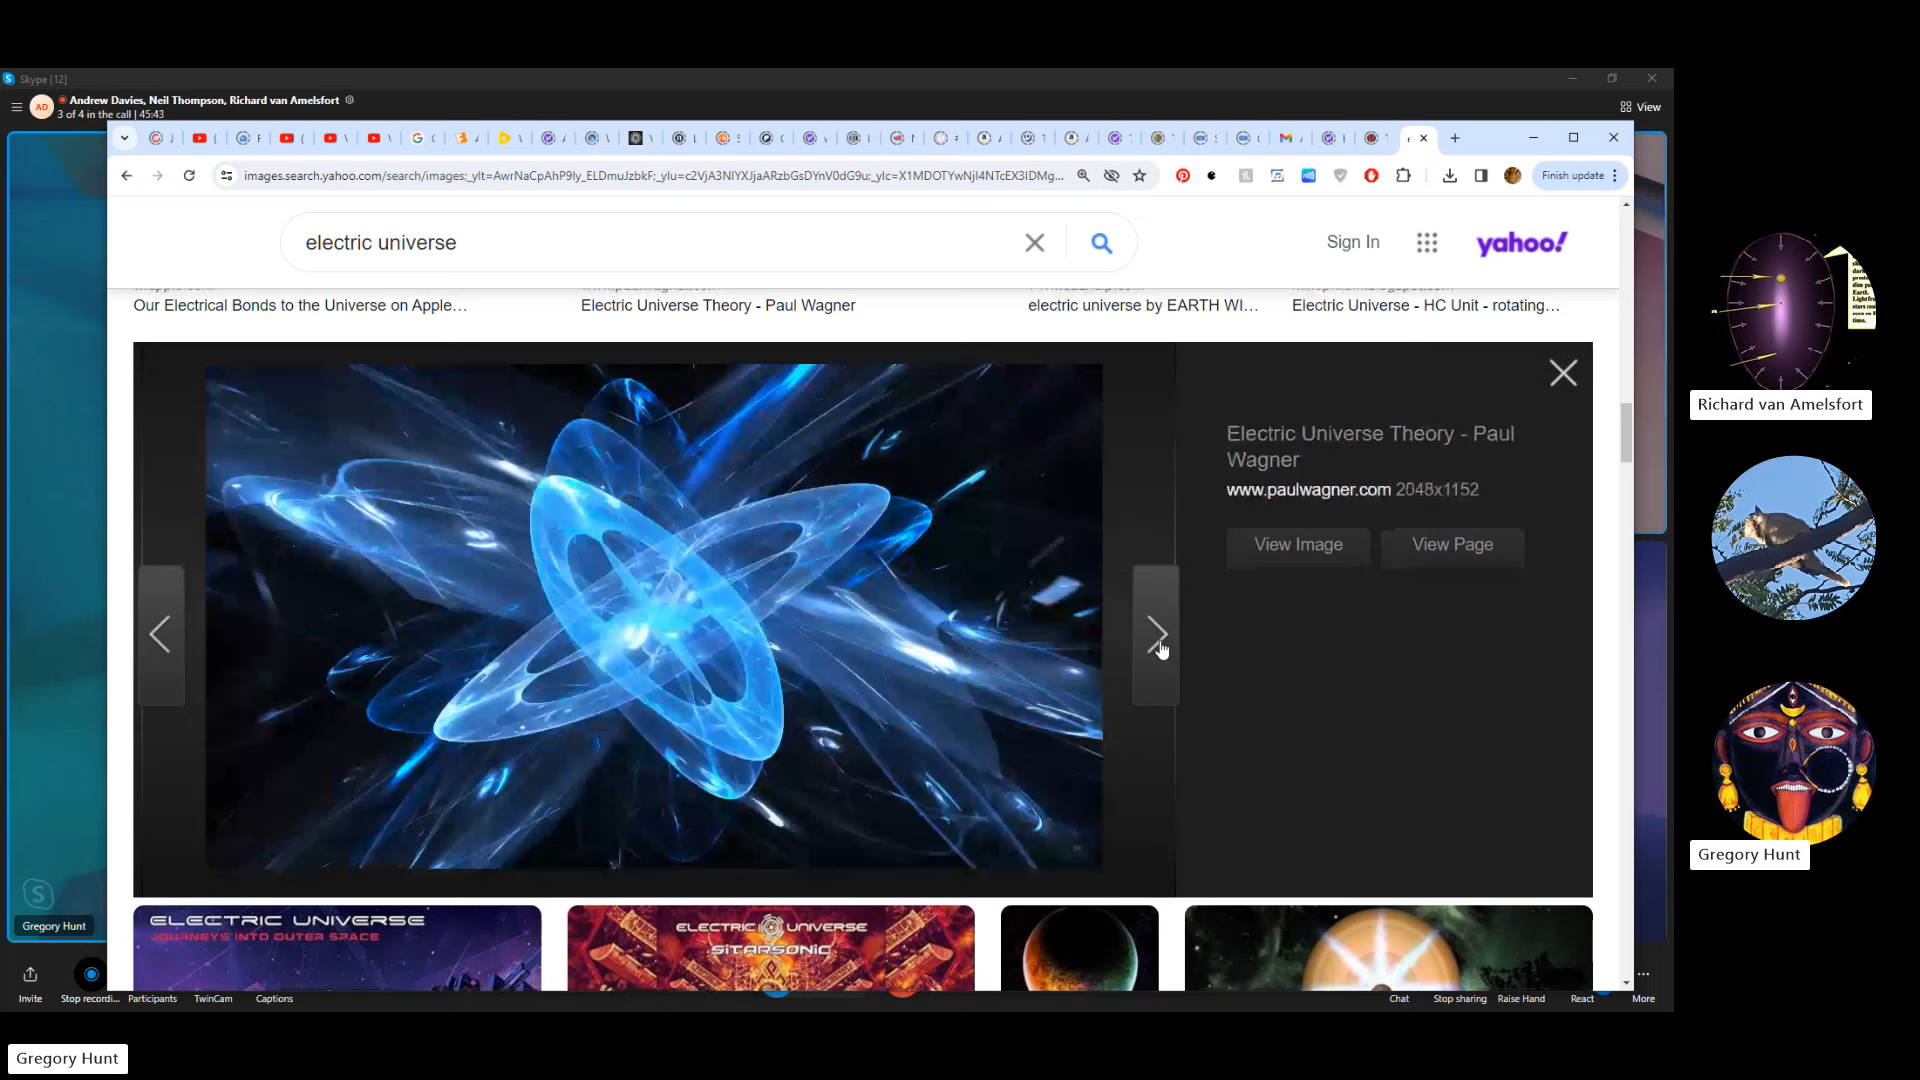 Skype [12]
AD
Andrew Davies, Neil Thompson, Richard van Amelsfort
3 of 4 in the call | 45:43
View
images.search.yahoo.com/search/images;_ylt=AwrNaCpAhP9ly_ELDmuJzbkF;_ylu=c2VjA3NlYXJjaARzbGsDYnV0dG9u;_ylc=X1MDOTYwNjI4NTcEX3IDMg...
Finish update
electric universe
Sign In
yahoo!
Our Electrical Bonds to the Universe on Apple...
Electric Universe Theory - Paul Wagner
electric universe by EARTH WI...
Electric Universe - HC Unit - rotating...
Electric Universe Theory - Paul
Wagner
www.paulwagner.com 2048x1152
View Image
View Page
ELECTRIC UNIVERSE
JOURNEYS INTO OUTER SPACE
ELECTRIC UNIVERSE
SITARSONIC
Gregory Hunt
Invite
Stop recordi...
Participants
TwinCam
Captions
Chat
Stop sharing
Raise Hand
React
More
Richard van Amelsfort
Gregory Hunt
Gregory Hunt